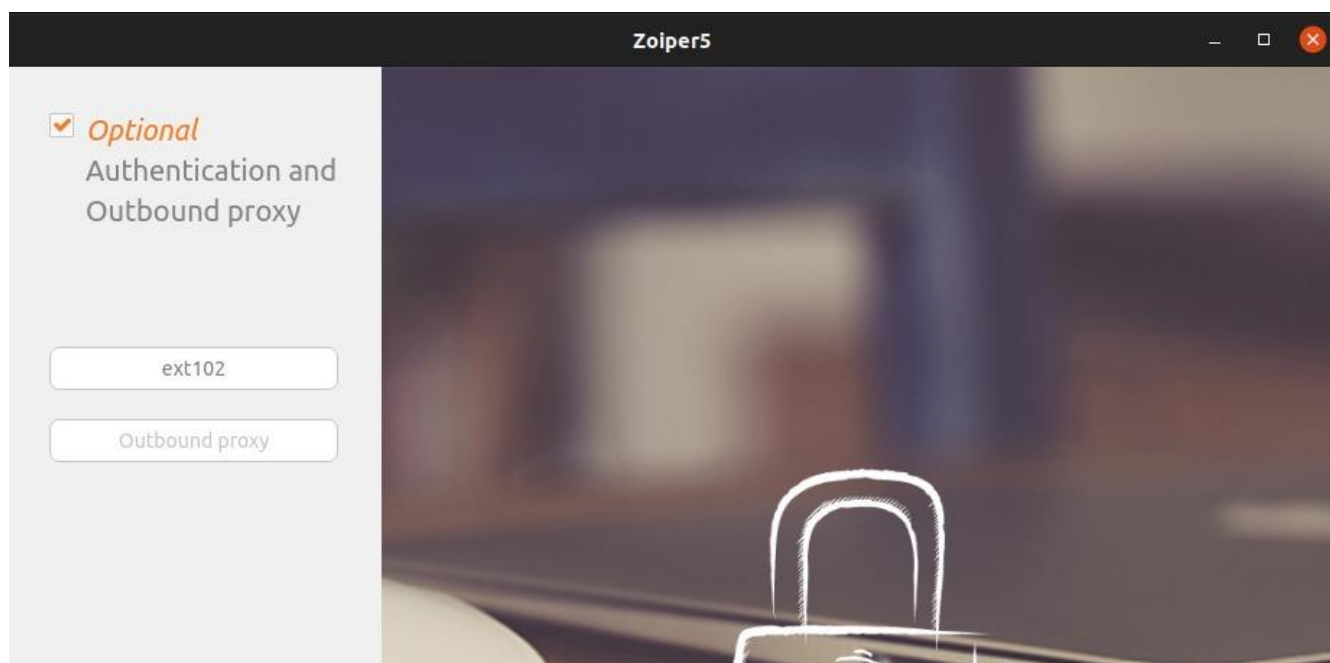 Zoiper5
Optional
Authentication and
Outbound proxy
ext102
Outbound proxy